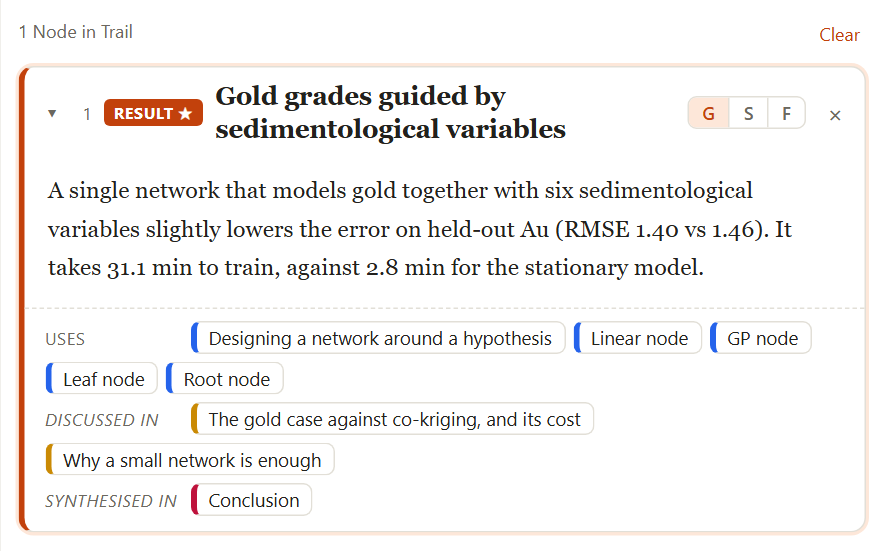 1 Node in Trail
Clear
▼ 1 RESULT ★ Gold grades guided by
sedimentological variables
G S F ×
A single network that models gold together with six sedimentological
variables slightly lowers the error on held-out Au (RMSE 1.40 vs 1.46). It
takes 31.1 min to train, against 2.8 min for the stationary model.
USES Designing a network around a hypothesis Linear node GP node
Leaf node Root node
DISCUSSED IN The gold case against co-kriging, and its cost
Why a small network is enough
SYNTHESISED IN Conclusion